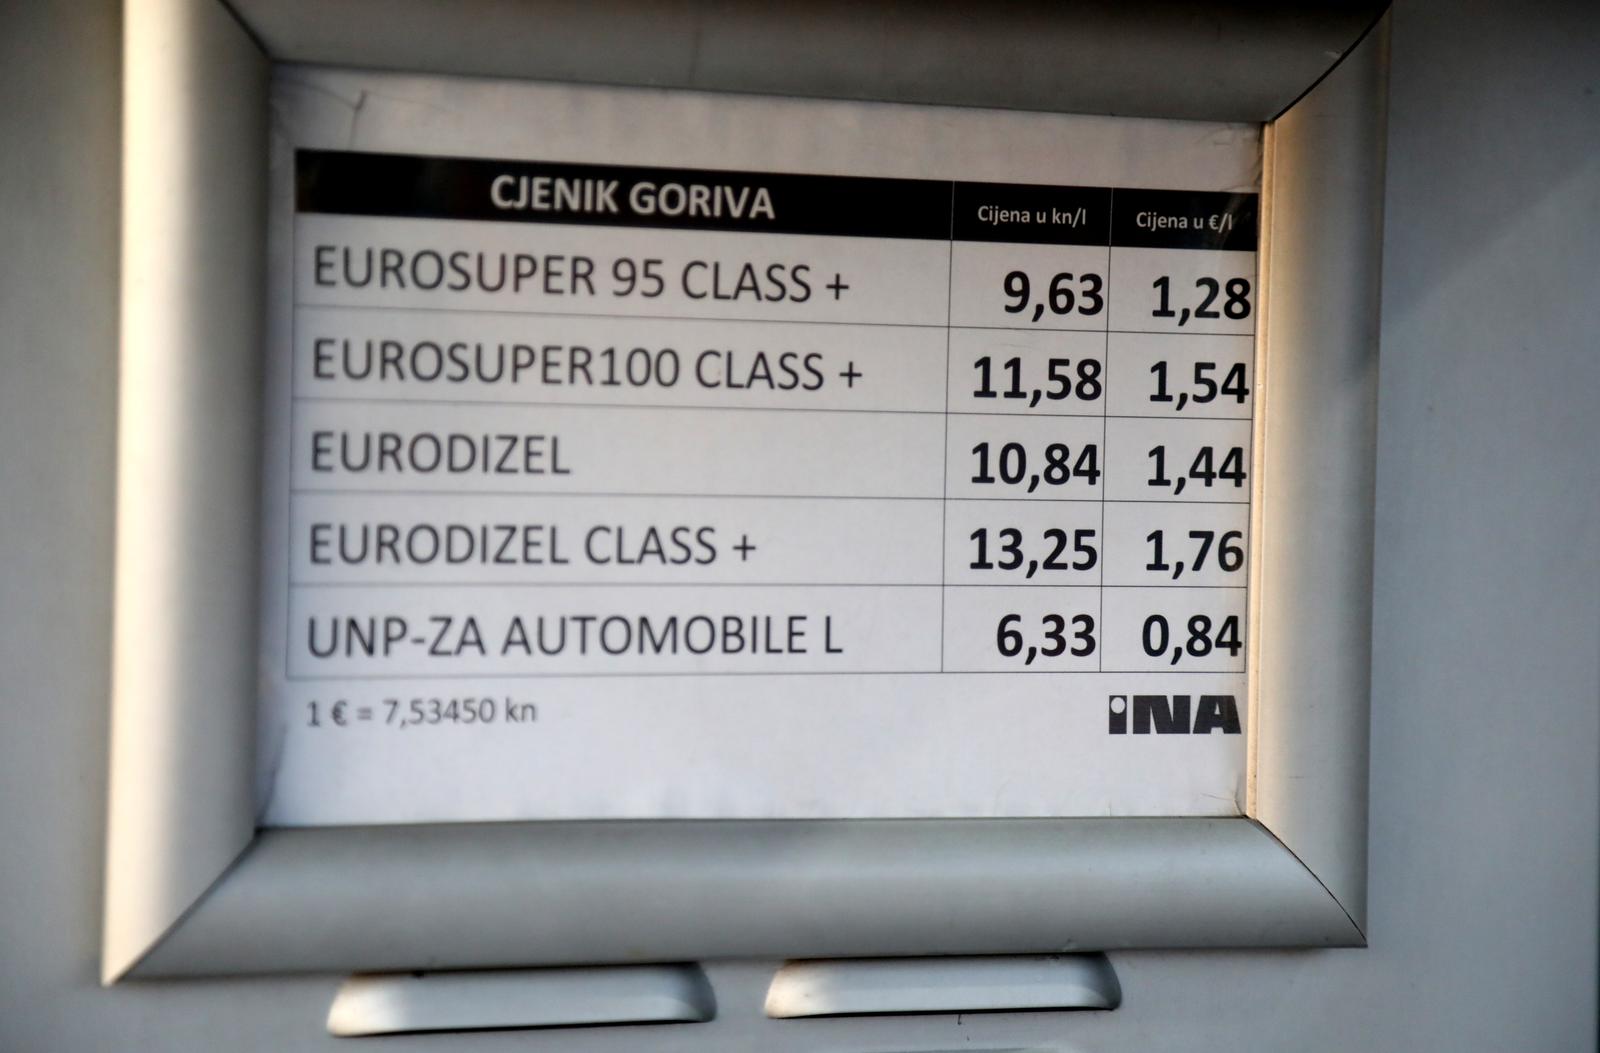 CJENIK GORIVA Cijena u kn/l Cijena u €/l
EUROSUPER 95 CLASS + 9,63 1,28
EUROSUPER100 CLASS + 11,58 1,54
EURODIZEL 10,84 1,44
EURODIZEL CLASS + 13,25 1,76
UNP-ZA AUTOMOBILE L 6,33 0,84
1 € = 7,53450 kn INA